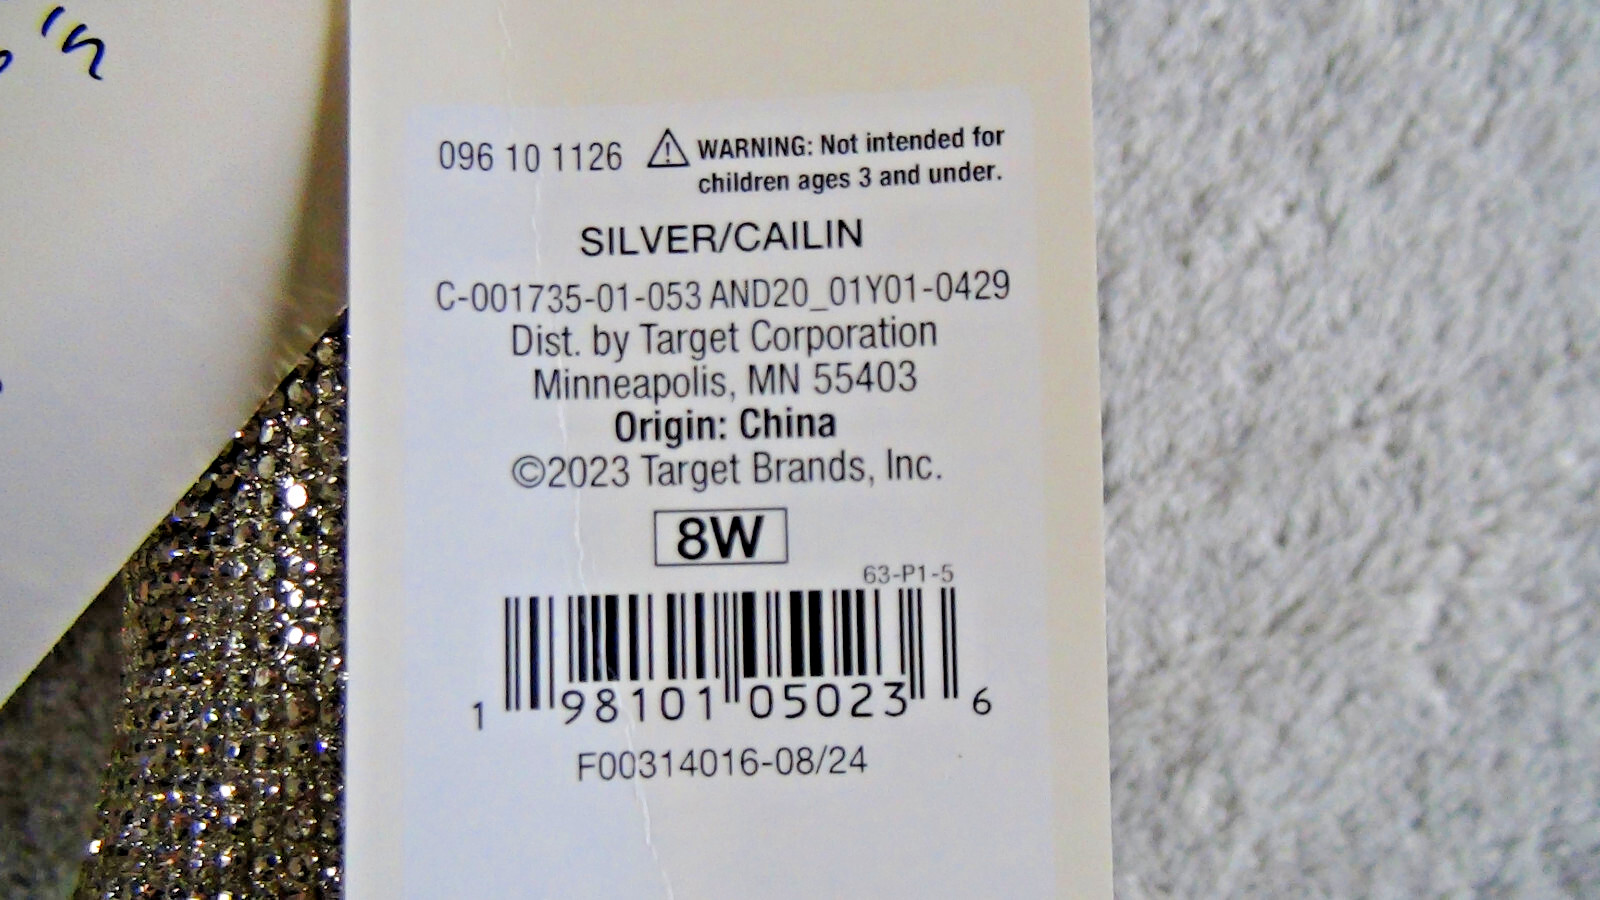 096 10 1126
WARNING: Not intended for
children ages 3 and under.
SILVER/CAILIN
C-001735-01-053 AND20_01Y01-0429
Dist. by Target Corporation
Minneapolis, MN 55403
Origin: China
©2023 Target Brands, Inc.
8W
63-P1-5
1 98101 05023 6
F00314016-08/24